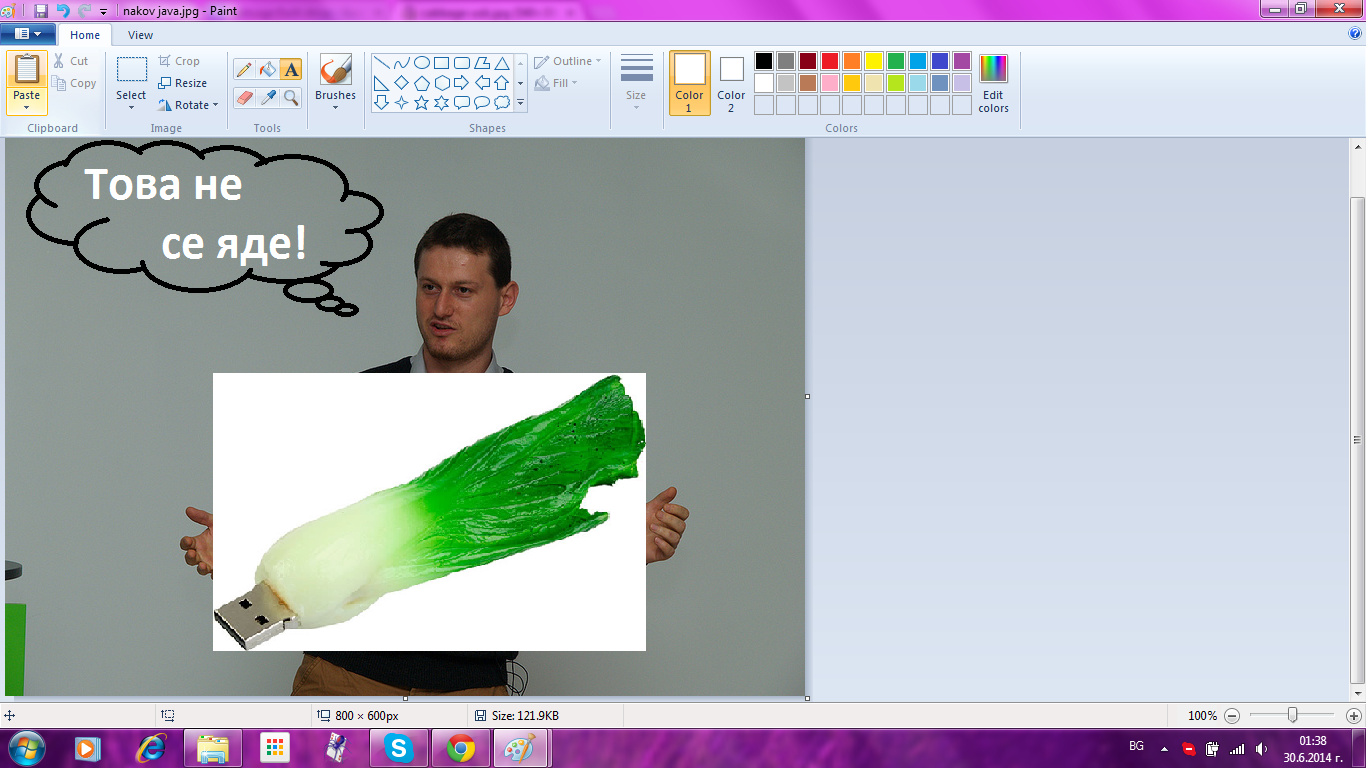 nakov java.jpg - Paint
Home View
Paste
Cut
Copy
Clipboard
Select
Crop
Resize
Rotate
Image
Tools
Brushes
Shapes
Outline
Fill
Size
Color 1
Color 2
Edit colors
Colors
Това не
се яде!
800 × 600px
Size: 121.9KB
100%
BG
01:38
30.6.2014 г.